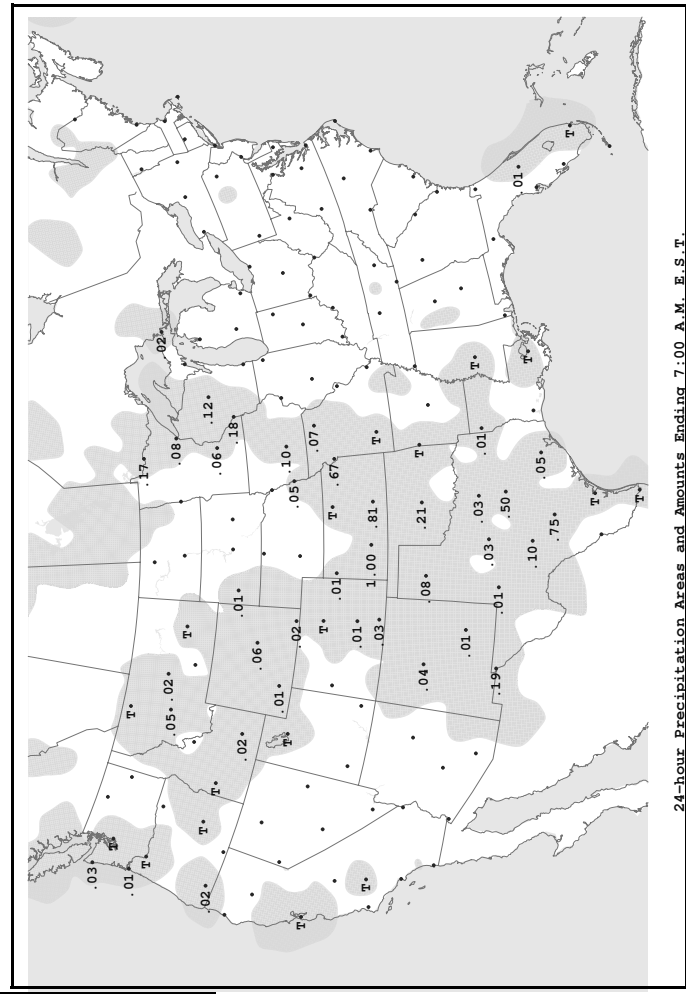 .03
T
.01
T
T
.17
.02
.02
.05
.08
T
T
.02
.12
T
.06
.18
.01
.02
.06
.01
.10
T
.05
.02
T
.07
T
T
.67
.01
.01
T
1.00
.81
T
.03
T
.21
.04
.08
.01
T
.03
.01
.03
.19
.01
.50
.01
T
.10
.05
.75
T
T
T
24-hour Precipitation Areas and Amounts Ending 7:00 A.M. E.S.T.